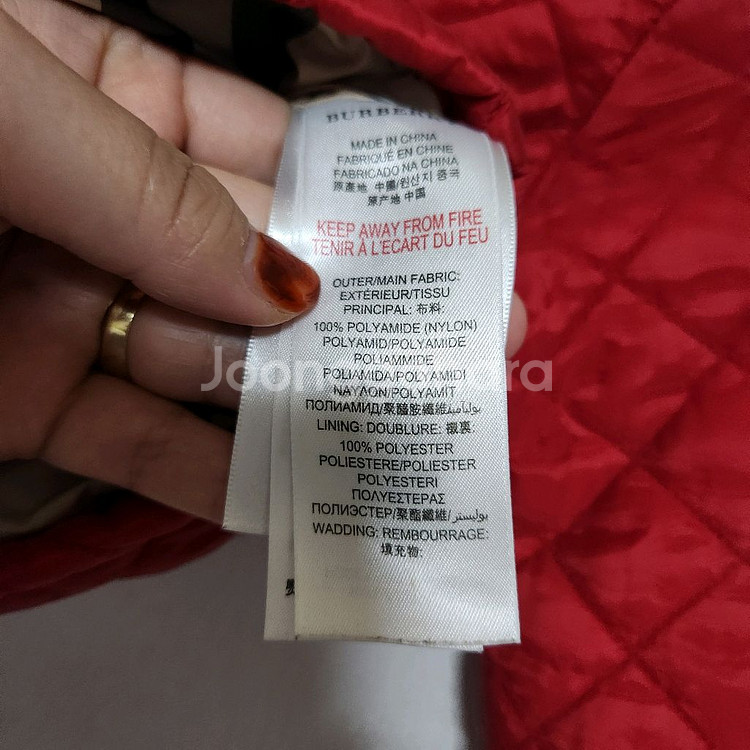 BURBERRY
MADE IN CHINA
FABRIQUÉ EN CHINE
FABRICADO NA CHINA
原產地 中國/원산지 중국
原产地 中国
KEEP AWAY FROM FIRE
TENIR À L'ECART DU FEU
OUTER/MAIN FABRIC:
EXTÉRIEUR/TISSU
PRINCIPAL: 布料:
100% POLYAMIDE (NYLON)
POLYAMID/POLYAMIDE
POLIAMMIDE
POLIAMIDA/POLYAMIDI
ΝΑΥΛΟΝ/POLYAMIT
ПОЛИАМИД/聚醯胺纖維/بوليأميد
LINING: DOUBLURE: 襯裏:
100% POLYESTER
POLIESTERE/POLIESTER
POLYESTERI
ΠΟΛΥΕΣΤΕΡΑΣ
ПОЛИЭСТЕР/聚酯纖維/بوليستر
WADDING: REMBOURRAGE:
填充物: